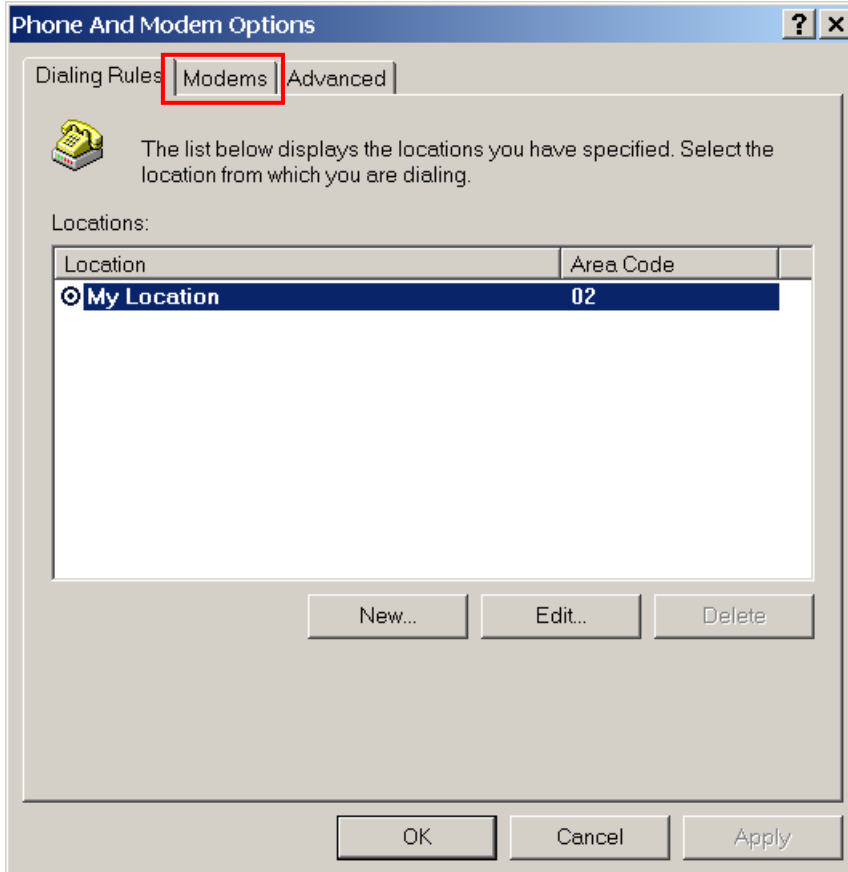 Phone And Modem Options
Dialing Rules Modems Advanced
The list below displays the locations you have specified. Select the
location from which you are dialing.
Locations:
Location Area Code
My Location 02
New... Edit... Delete
OK Cancel Apply